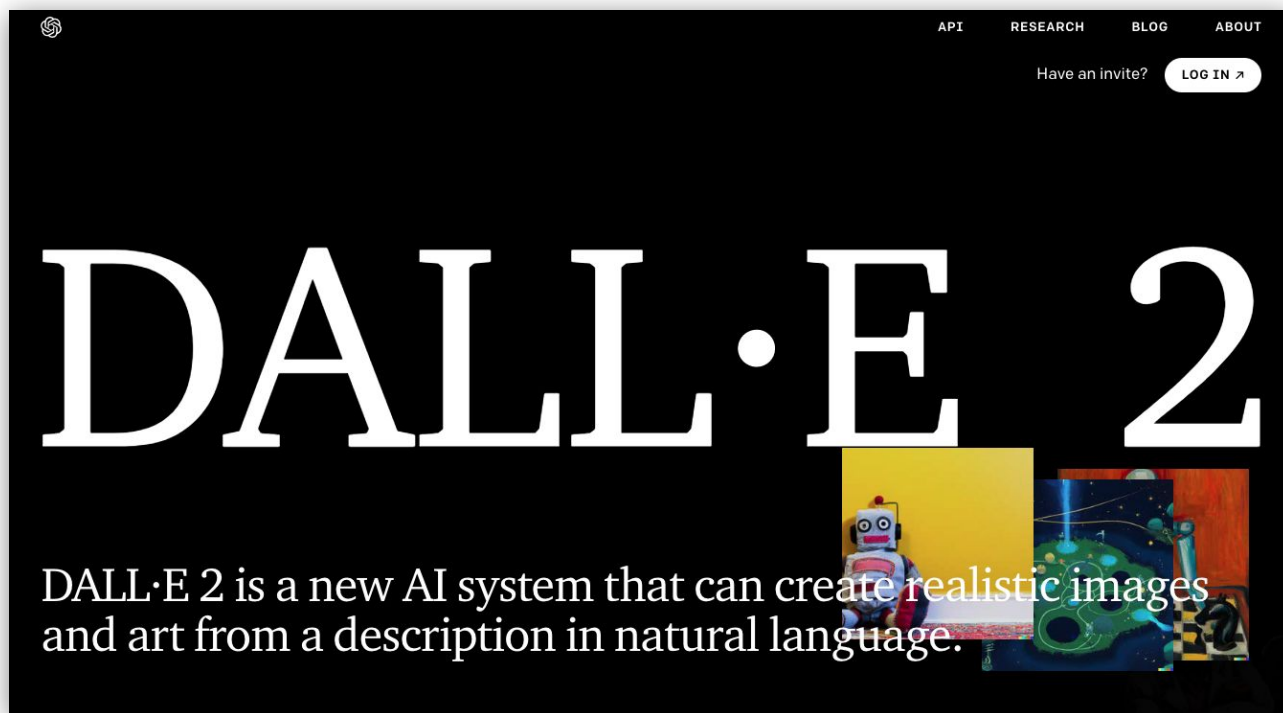 API RESEARCH BLOG ABOUT
Have an invite? LOG IN ↗
DALL·E 2
DALL·E 2 is a new AI system that can create realistic images
and art from a description in natural language.